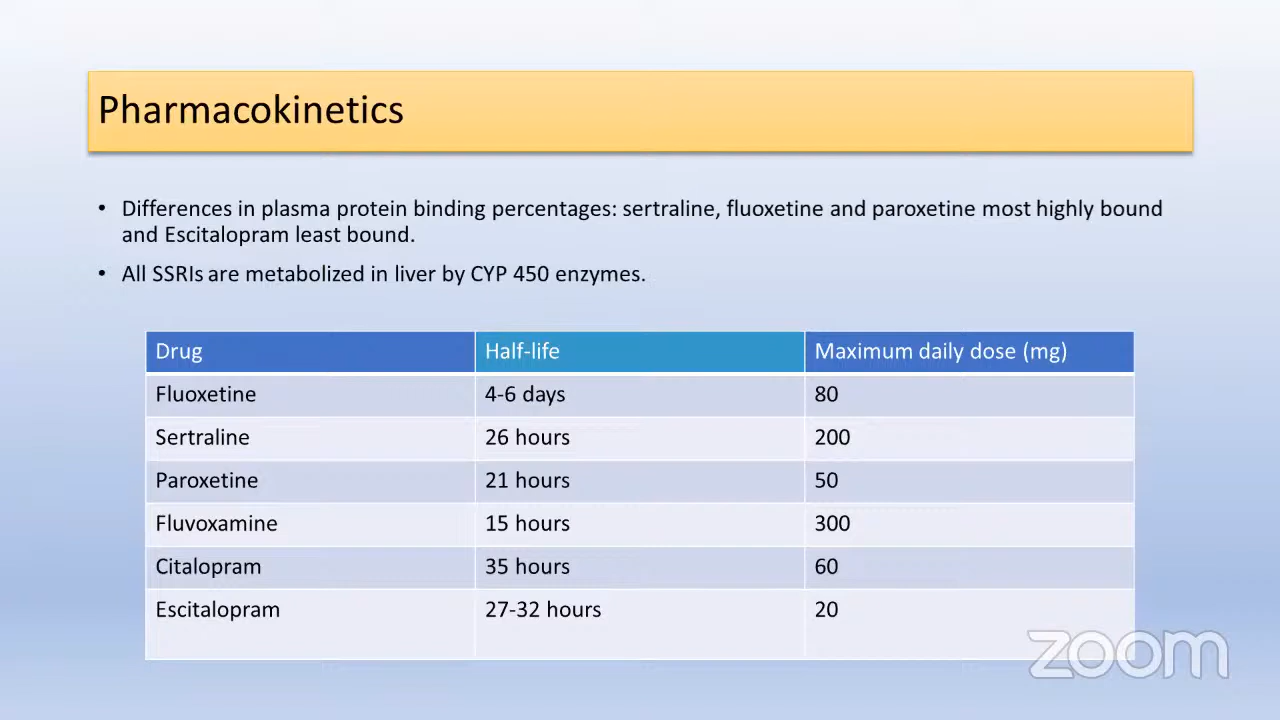 Pharmacokinetics
• Differences in plasma protein binding percentages: sertraline, fluoxetine and paroxetine most highly bound
and Escitalopram least bound.
• All SSRIs are metabolized in liver by CYP 450 enzymes.
Drug Half-life Maximum daily dose (mg)
Fluoxetine 4-6 days 80
Sertraline 26 hours 200
Paroxetine 21 hours 50
Fluvoxamine 15 hours 300
Citalopram 35 hours 60
Escitalopram 27-32 hours 20
zoom